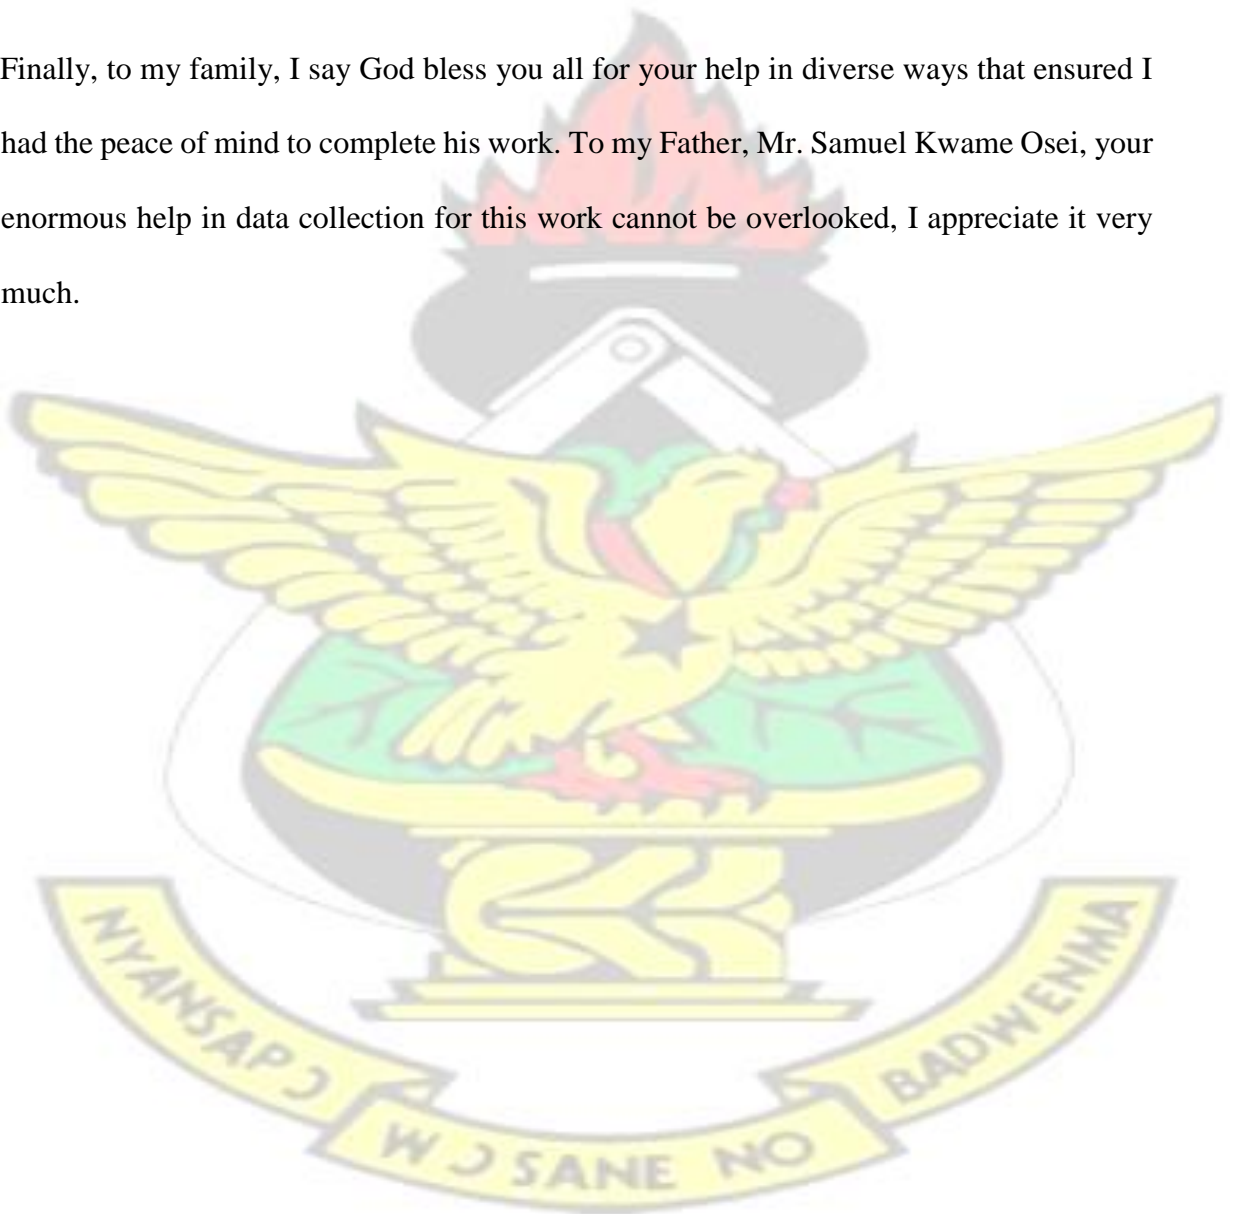 Finally, to my family, I say God bless you all for your help in diverse ways that ensured I
had the peace of mind to complete his work. To my Father, Mr. Samuel Kwame Osei, your
enormous help in data collection for this work cannot be overlooked, I appreciate it very
much.
NYANSAPƆ
WƆSANE NO
BADWENMA